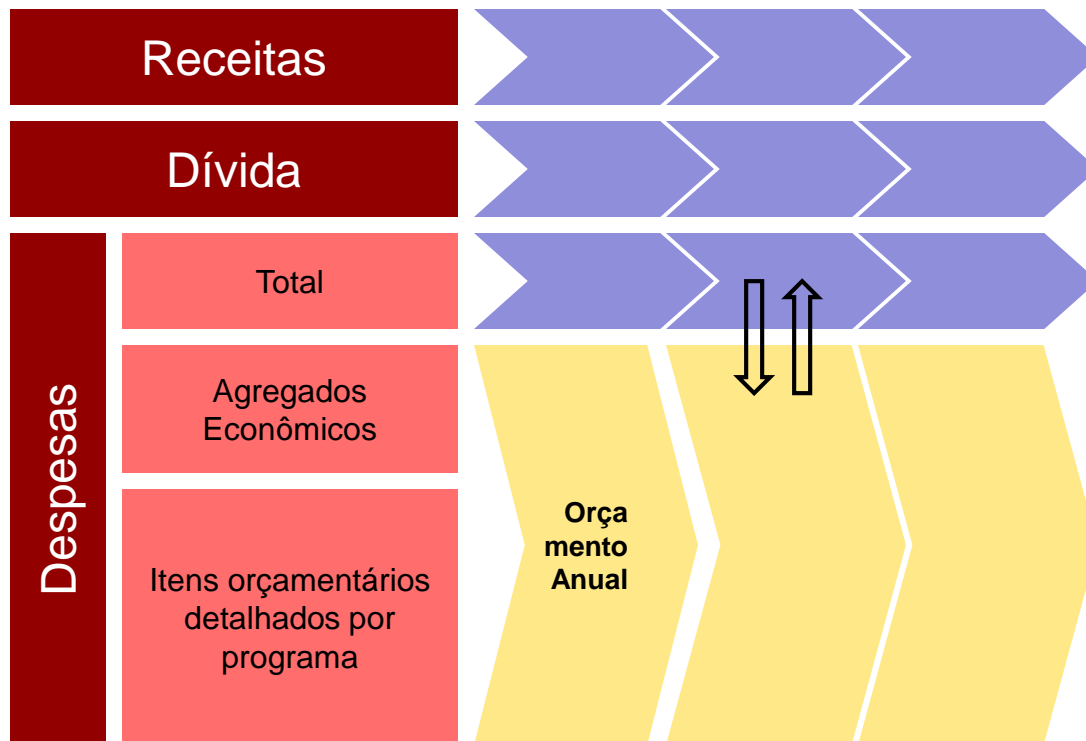 Receitas
Dívida
Despesas
Total
Agregados
Econômicos
Itens orçamentários
detalhados por
programa
Orça
mento
Anual